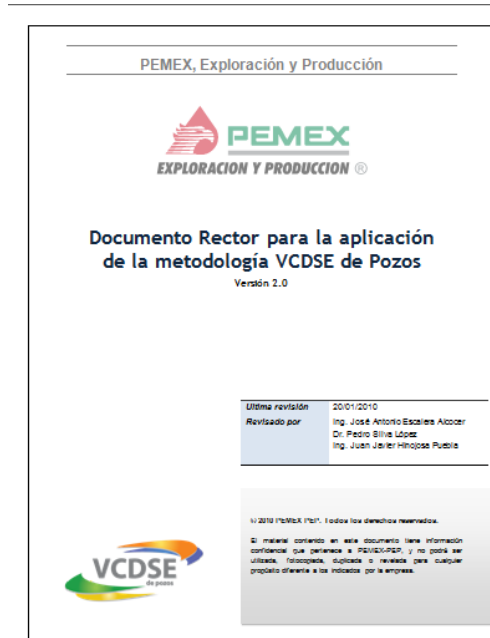 PEMEX, Exploración y Producción
PEMEX
EXPLORACION Y PRODUCCION ®
Documento Rector para la aplicación
de la metodología VCDSE de Pozos
Versión 2.0
Ultima revisión 20/01/2010
Revisado por Ing. José Antonio Escalera Alcocer
Dr. Pedro Silva López
Ing. Juan Javier Hinojosa Puebla
© 2010 PEMEX PEP. Todos los derechos reservados.
El material contenido en este documento tiene información
confidencial que pertenece a PEMEX-PEP, y no podrá ser
utilizada, fotocopiada, duplicada o revelada para cualquier
propósito diferente a los indicados por la empresa.
VCDSE
de pozos